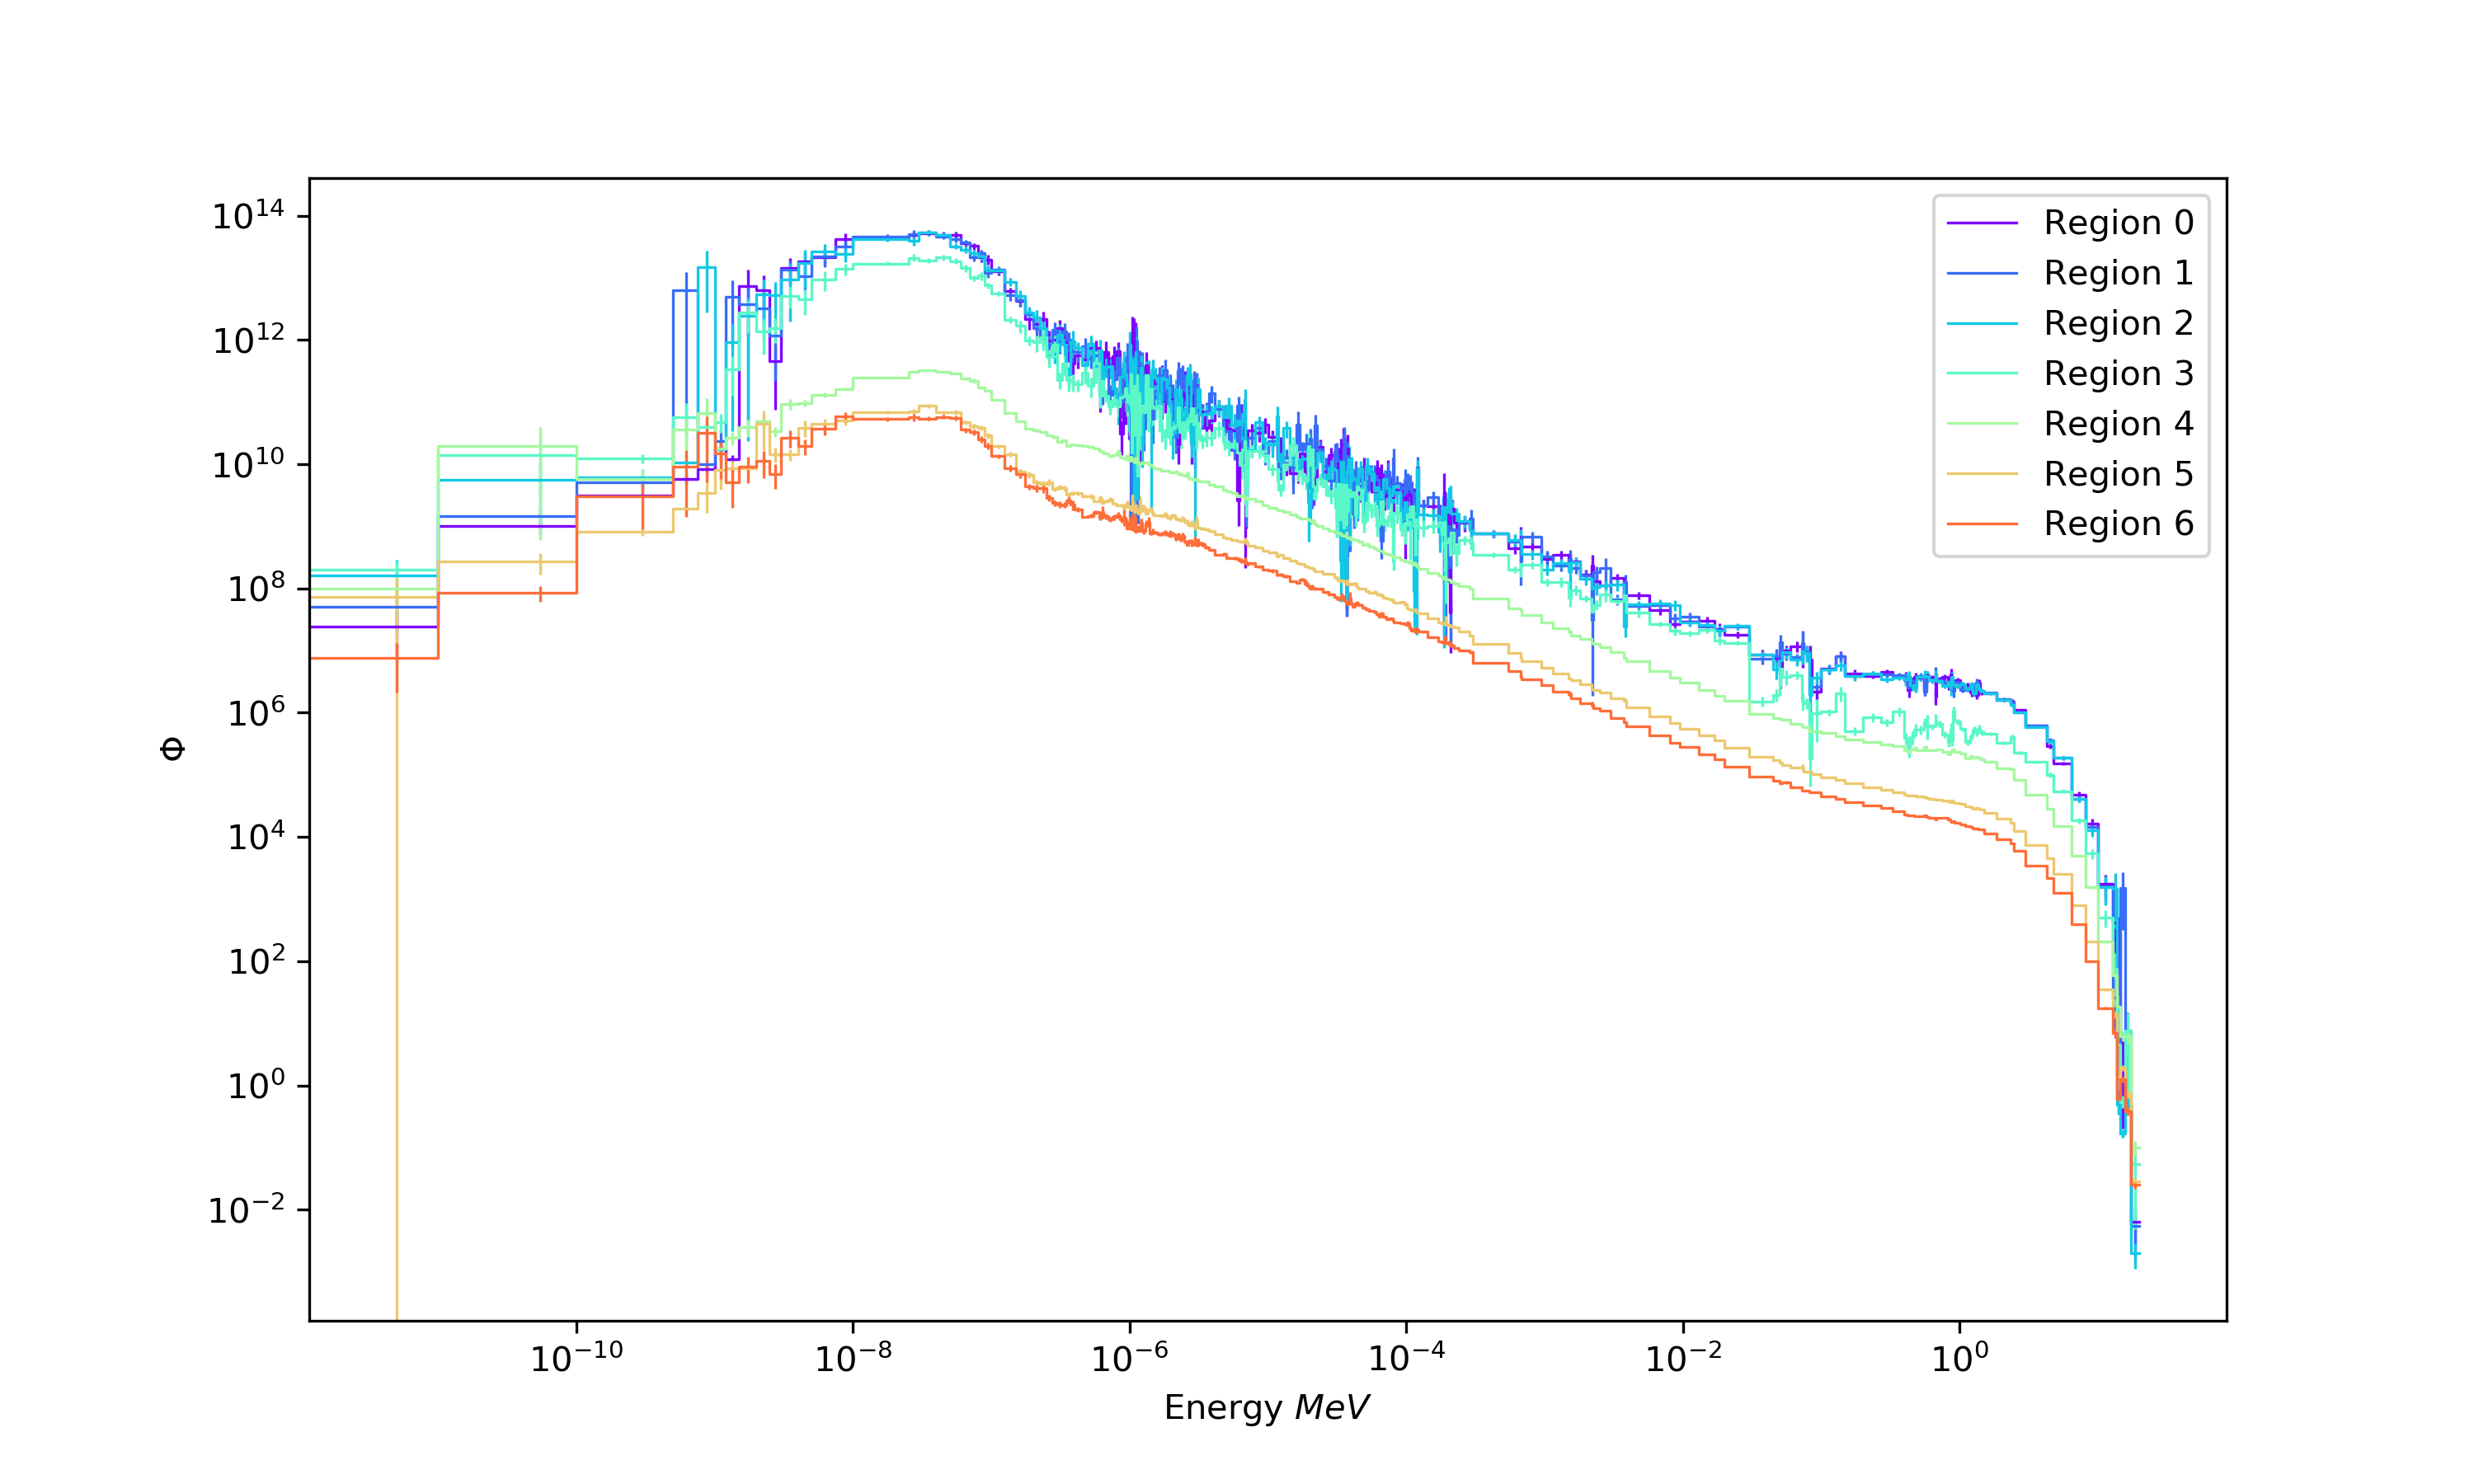 10^14
10^12
10^10
10^8
10^6
10^4
10^2
10^0
10^−2
Φ
10^−10 10^−8 10^−6 10^−4 10^−2 10^0
Energy MeV
Region 0
Region 1
Region 2
Region 3
Region 4
Region 5
Region 6